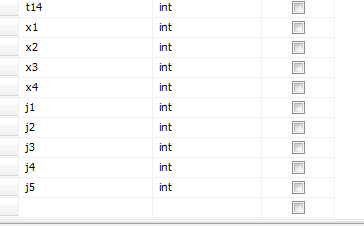 t14 int
x1 int
x2 int
x3 int
x4 int
j1 int
j2 int
j3 int
j4 int
j5 int